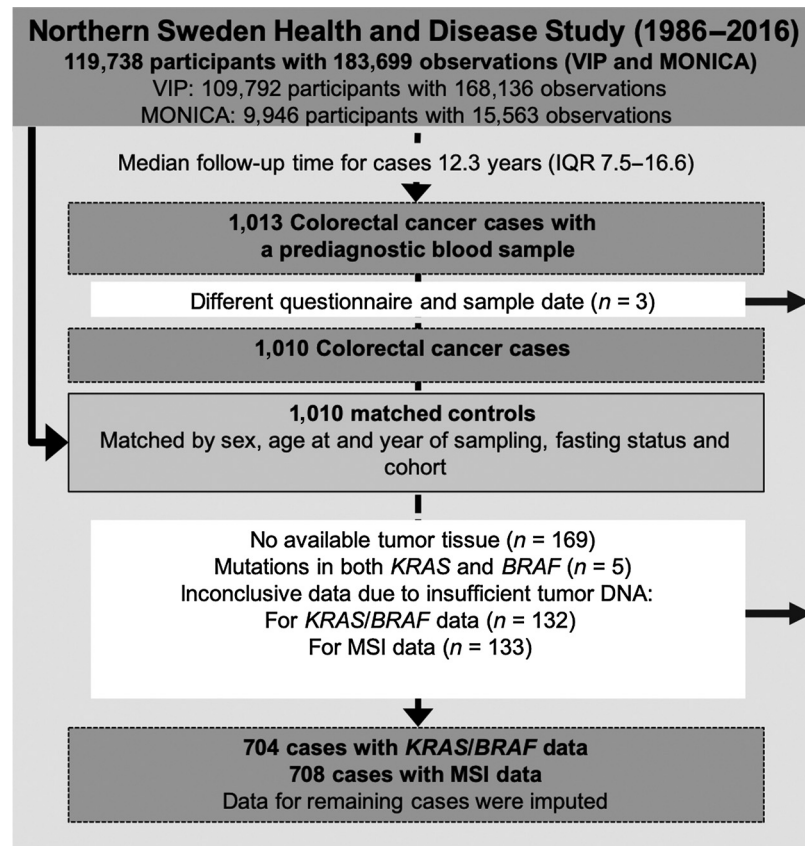 Northern Sweden Health and Disease Study (1986–2016)
119,738 participants with 183,699 observations (VIP and MONICA)
VIP: 109,792 participants with 168,136 observations
MONICA: 9,946 participants with 15,563 observations
Median follow-up time for cases 12.3 years (IQR 7.5–16.6)
1,013 Colorectal cancer cases with
a prediagnostic blood sample
Different questionnaire and sample date (n = 3)
1,010 Colorectal cancer cases
1,010 matched controls
Matched by sex, age at and year of sampling, fasting status and
cohort
No available tumor tissue (n = 169)
Mutations in both KRAS and BRAF (n = 5)
Inconclusive data due to insufficient tumor DNA:
For KRAS/BRAF data (n = 132)
For MSI data (n = 133)
704 cases with KRAS/BRAF data
708 cases with MSI data
Data for remaining cases were imputed